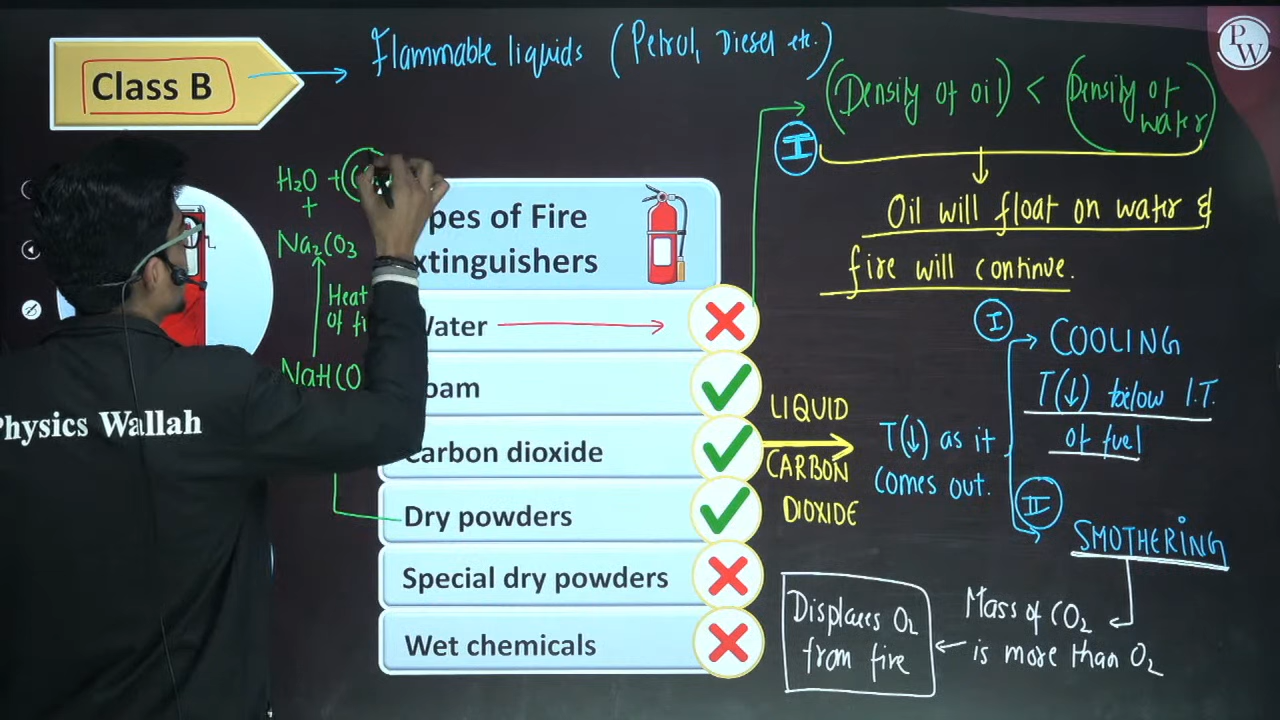 Class B
Flammable liquids (Petrol, Diesel etc.)
PW
(Density of oil) < (Density of water)
I
Oil will float on water &
fire will continue.
H2O +
+
Na2CO3
Heat
of
NaHCO
Physics Wallah
of Fire
Water
Carbon dioxide
Dry powders
Special dry powders
Wet chemicals
LIQUID
CARBON
DIOXIDE
T(↓) as it
comes out.
I
COOLING
T(↓) below I.T.
of fuel
II
SMOTHERING
Mass of CO2
is more than O2
Displaces O2
from fire